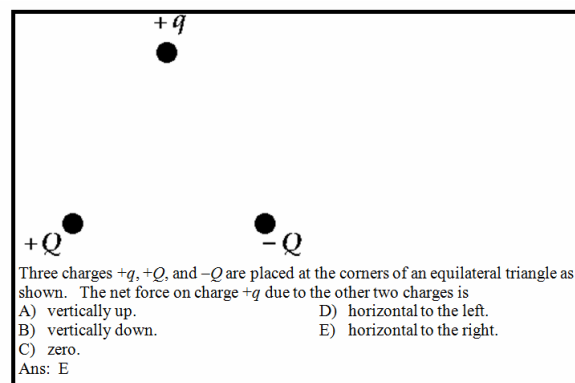 +q
+Q
−Q
Three charges +q, +Q, and −Q are placed at the corners of an equilateral triangle as
shown. The net force on charge +q due to the other two charges is
A) vertically up. D) horizontal to the left.
B) vertically down. E) horizontal to the right.
C) zero.
Ans: E